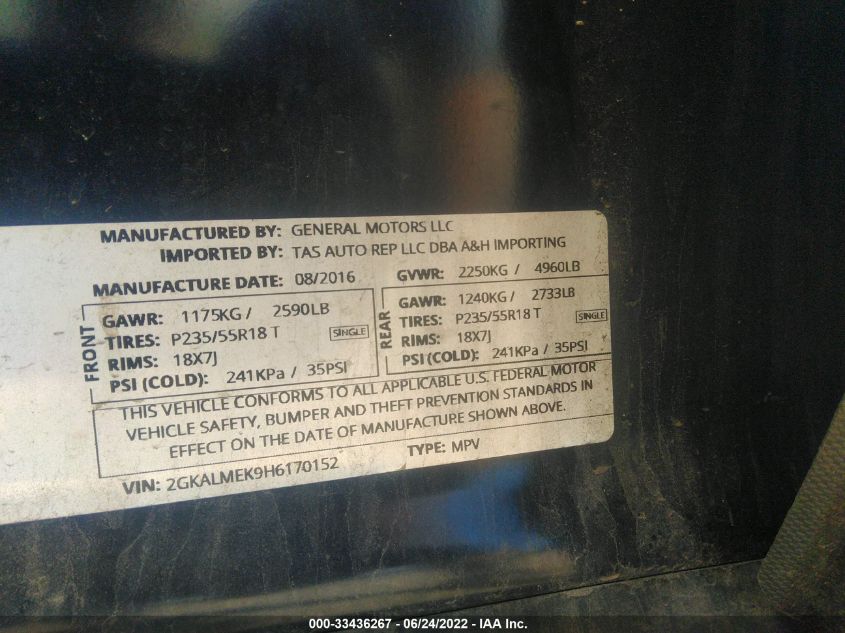 MANUFACTURED BY: GENERAL MOTORS LLC
IMPORTED BY: TAS AUTO REP LLC DBA A&H IMPORTING
MANUFACTURE DATE: 08/2016 GVWR: 2250KG / 4960LB
FRONT
GAWR: 1175KG / 2590LB
TIRES: P235/55R18 T SINGLE
RIMS: 18X7J
PSI (COLD): 241KPa / 35PSI
REAR
GAWR: 1240KG / 2733LB
TIRES: P235/55R18 T SINGLE
RIMS: 18X7J
PSI (COLD): 241KPa / 35PSI
THIS VEHICLE CONFORMS TO ALL APPLICABLE U.S. FEDERAL MOTOR
VEHICLE SAFETY, BUMPER AND THEFT PREVENTION STANDARDS IN
EFFECT ON THE DATE OF MANUFACTURE SHOWN ABOVE.
VIN: 2GKALMEK9H6170152 TYPE: MPV
000-33436267 - 06/24/2022 - IAA Inc.